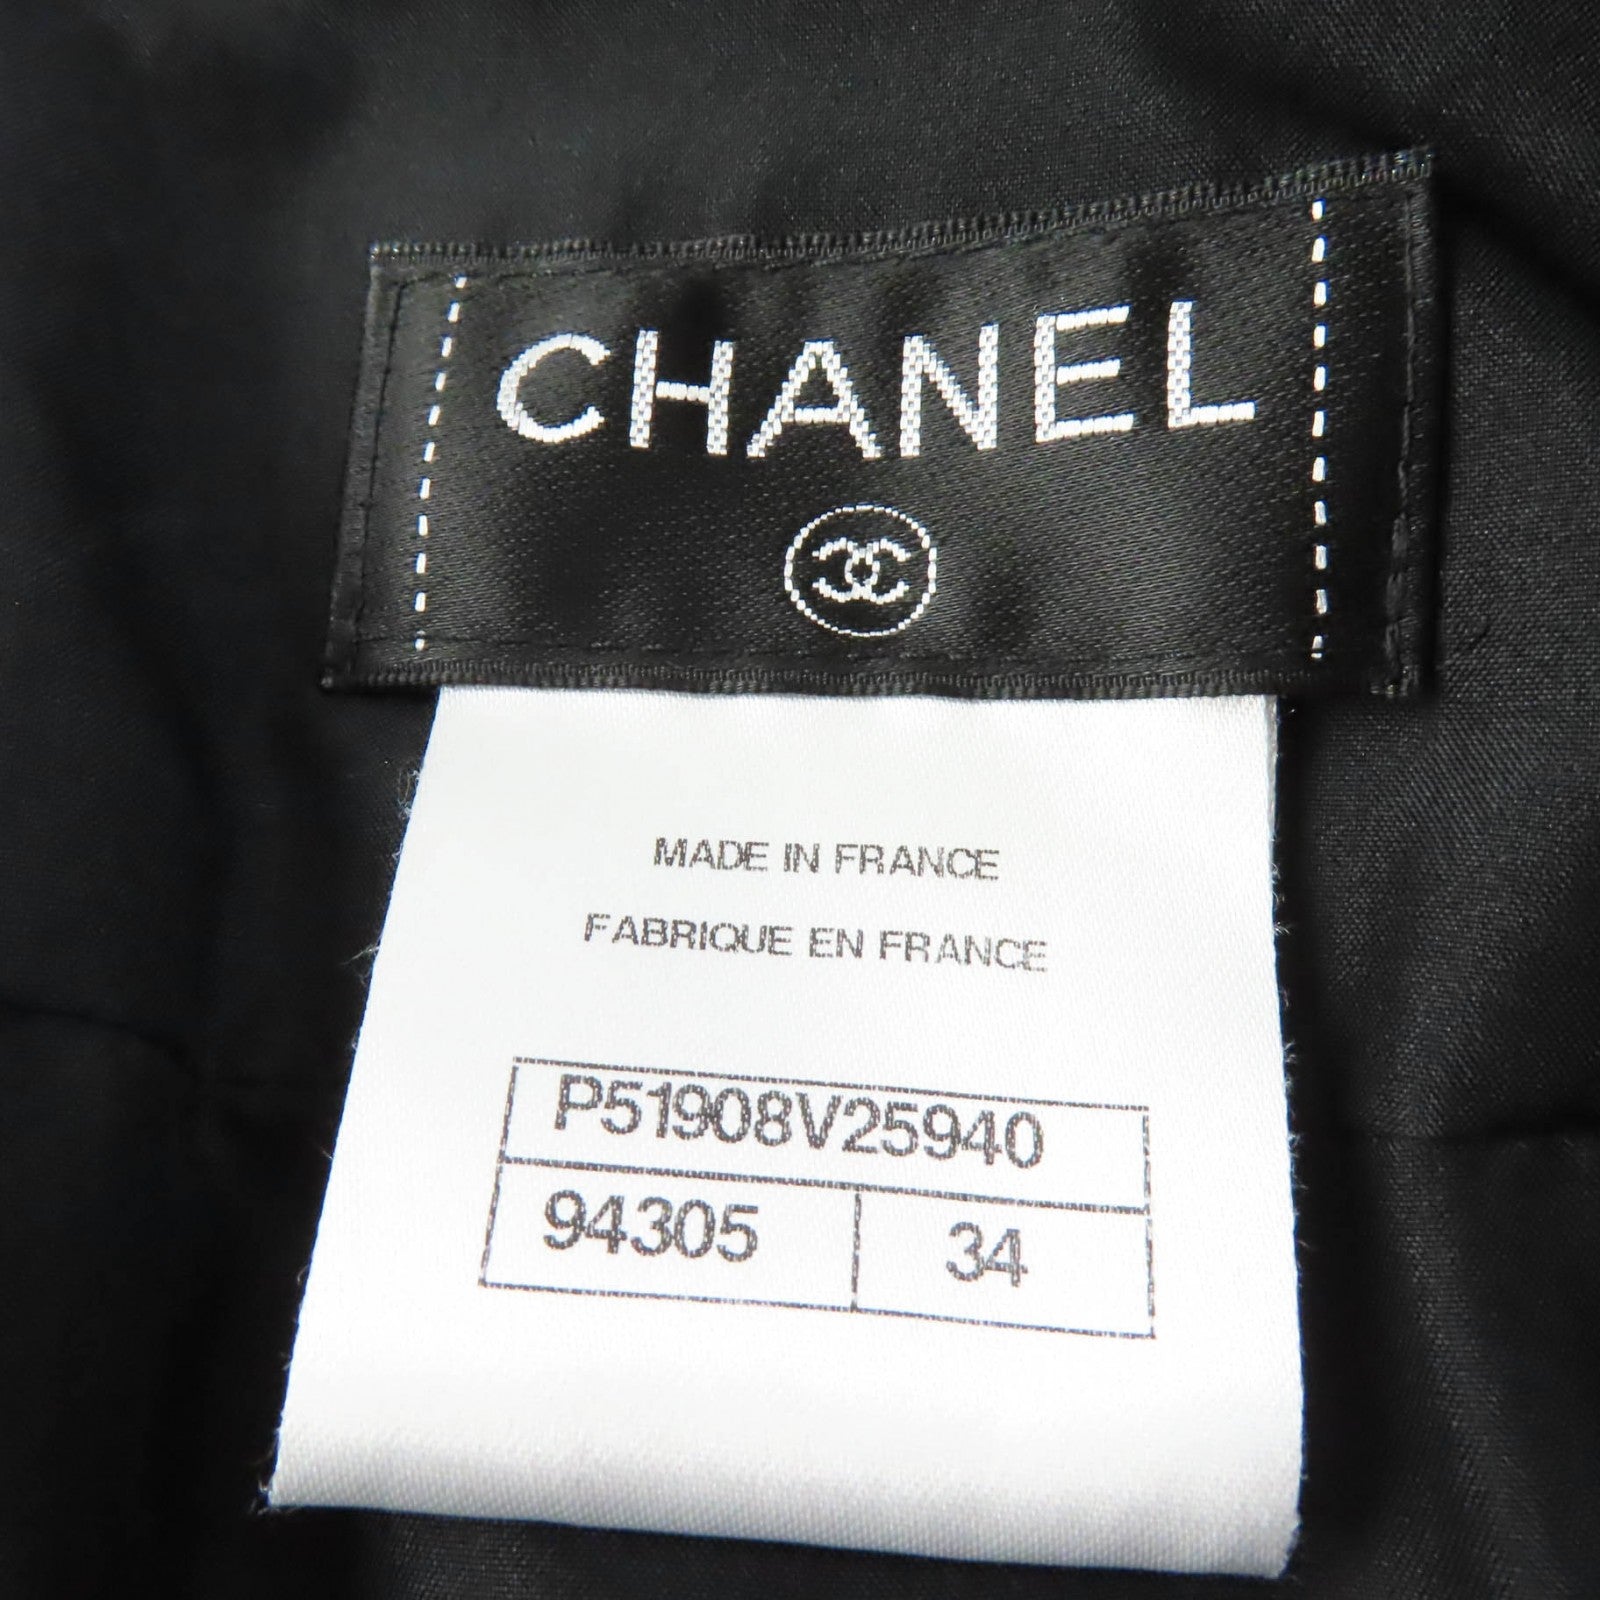 CHANEL
MADE IN FRANCE
FABRIQUE EN FRANCE
P51908V25940
94305 34